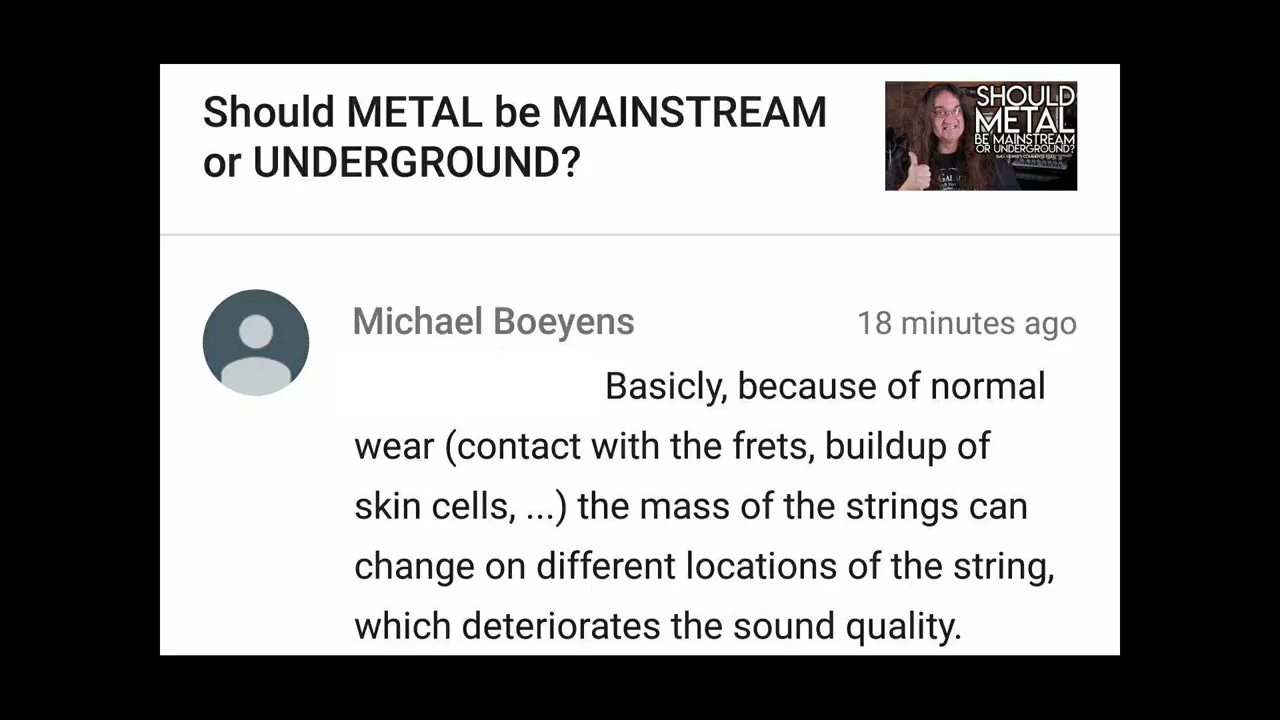 Should METAL be MAINSTREAM
or UNDERGROUND?
SHOULD
METAL
BE MAINSTREAM
OR UNDERGROUND?
Michael Boeyens
18 minutes ago
Basicly, because of normal
wear (contact with the frets, buildup of
skin cells, ...) the mass of the strings can
change on different locations of the string,
which deteriorates the sound quality.